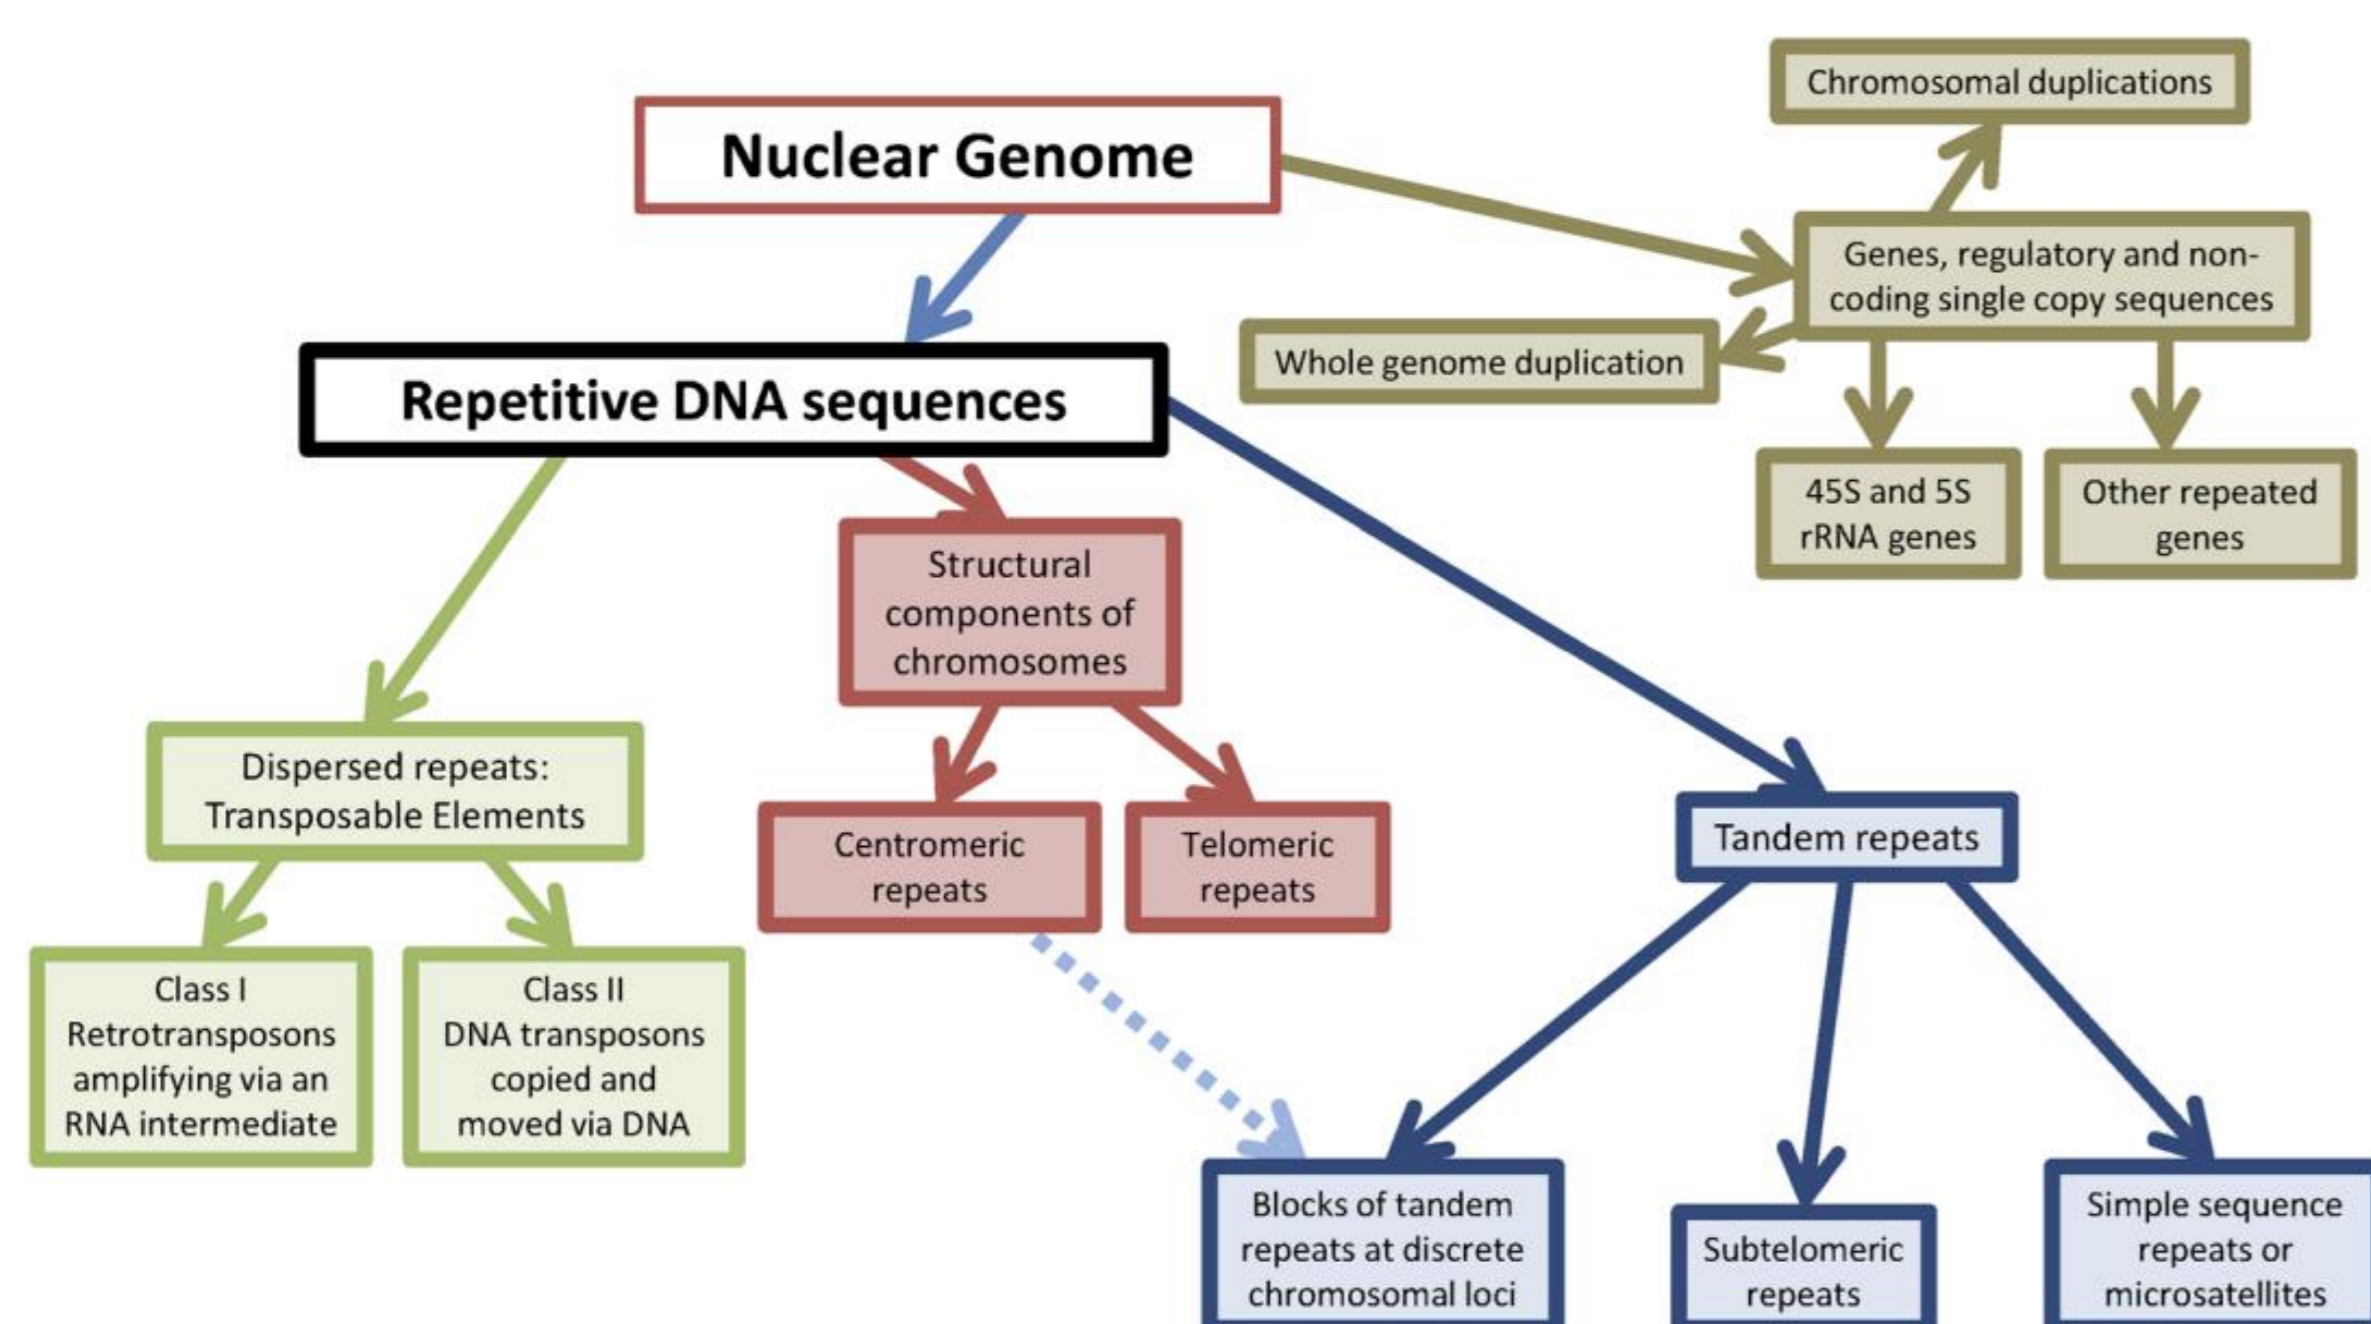 Chromosomal duplications
Nuclear Genome
Genes, regulatory and non-
coding single copy sequences
Whole genome duplication
Repetitive DNA sequences
45S and 5S
rRNA genes
Other repeated
genes
Structural
components of
chromosomes
Dispersed repeats:
Transposable Elements
Centromeric
repeats
Telomeric
repeats
Tandem repeats
Class I
Retrotransposons
amplifying via an
RNA intermediate
Class II
DNA transposons
copied and
moved via DNA
Blocks of tandem
repeats at discrete
chromosomal loci
Subtelomeric
repeats
Simple sequence
repeats or
microsatellites